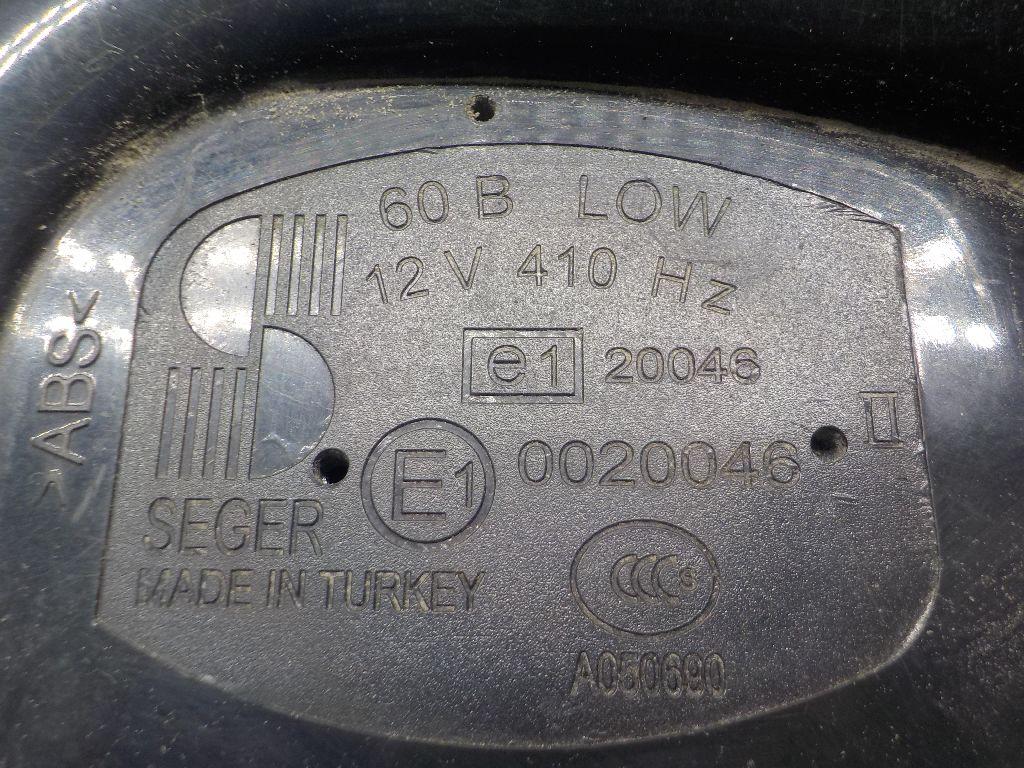 60 B LOW
12 V 410 Hz
e1 20046
>ABS<
II
E1 0020046
SEGER
MADE IN TURKEY
CCC S
A050690